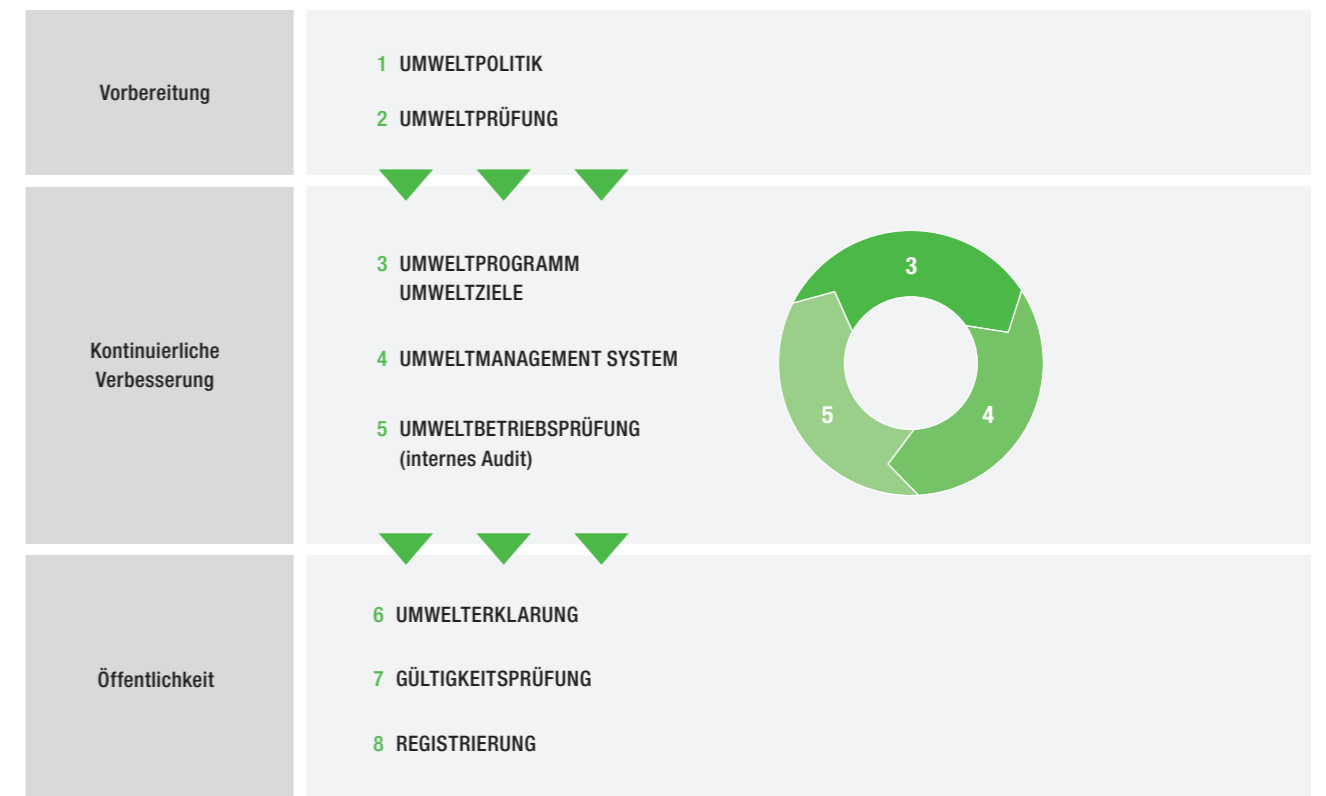 Vorbereitung
1 UMWELTPOLITIK
2 UMWELTPRÜFUNG
Kontinuierliche
Verbesserung
3 UMWELTPROGRAMM
UMWELTZIELE
4 UMWELTMANAGEMENT SYSTEM
5 UMWELTBETRIEBSPRÜFUNG
(internes Audit)
3
4
5
Öffentlichkeit
6 UMWELTERKLARUNG
7 GÜLTIGKEITSPRÜFUNG
8 REGISTRIERUNG